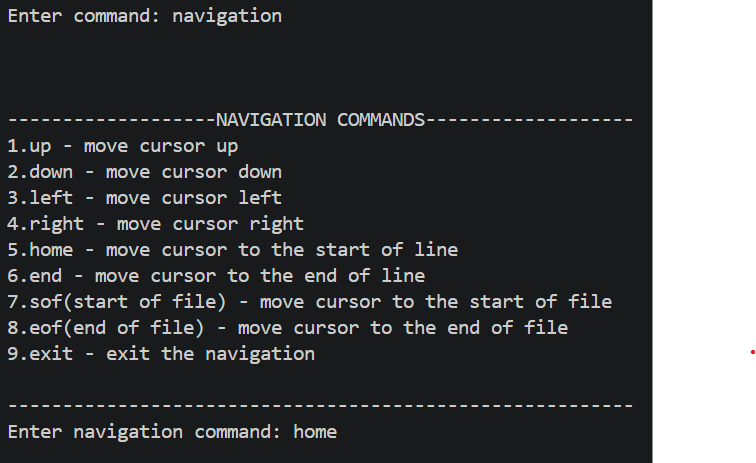 Enter command: navigation
-------------------NAVIGATION COMMANDS-------------------
1.up - move cursor up
2.down - move cursor down
3.left - move cursor left
4.right - move cursor right
5.home - move cursor to the start of line
6.end - move cursor to the end of line
7.sof(start of file) - move cursor to the start of file
8.eof(end of file) - move cursor to the end of file
9.exit - exit the navigation
---------------------------------------------------------
Enter navigation command: home